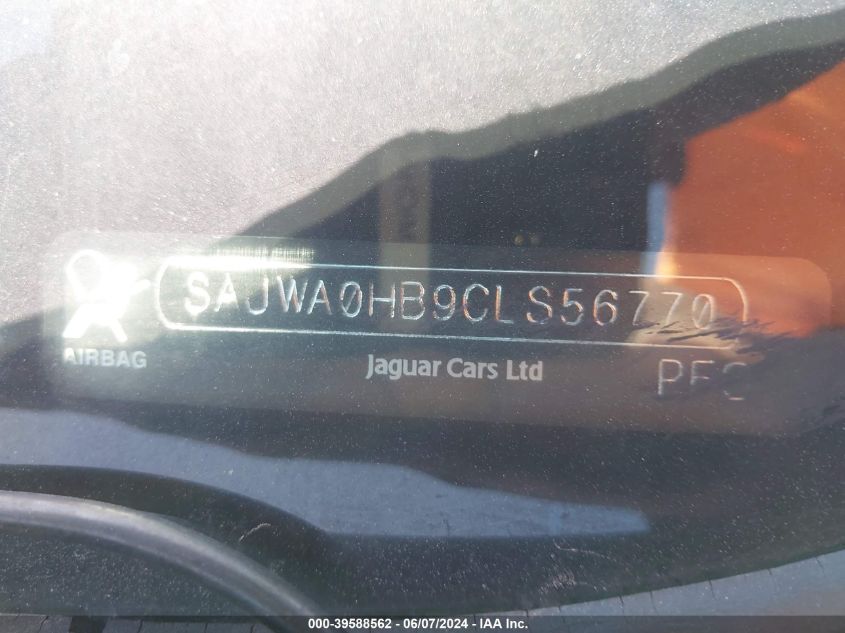 SAJWA0HB9CLS56770
AIRBAG
Jaguar Cars Ltd
000-39588562 - 06/07/2024 - IAA Inc.